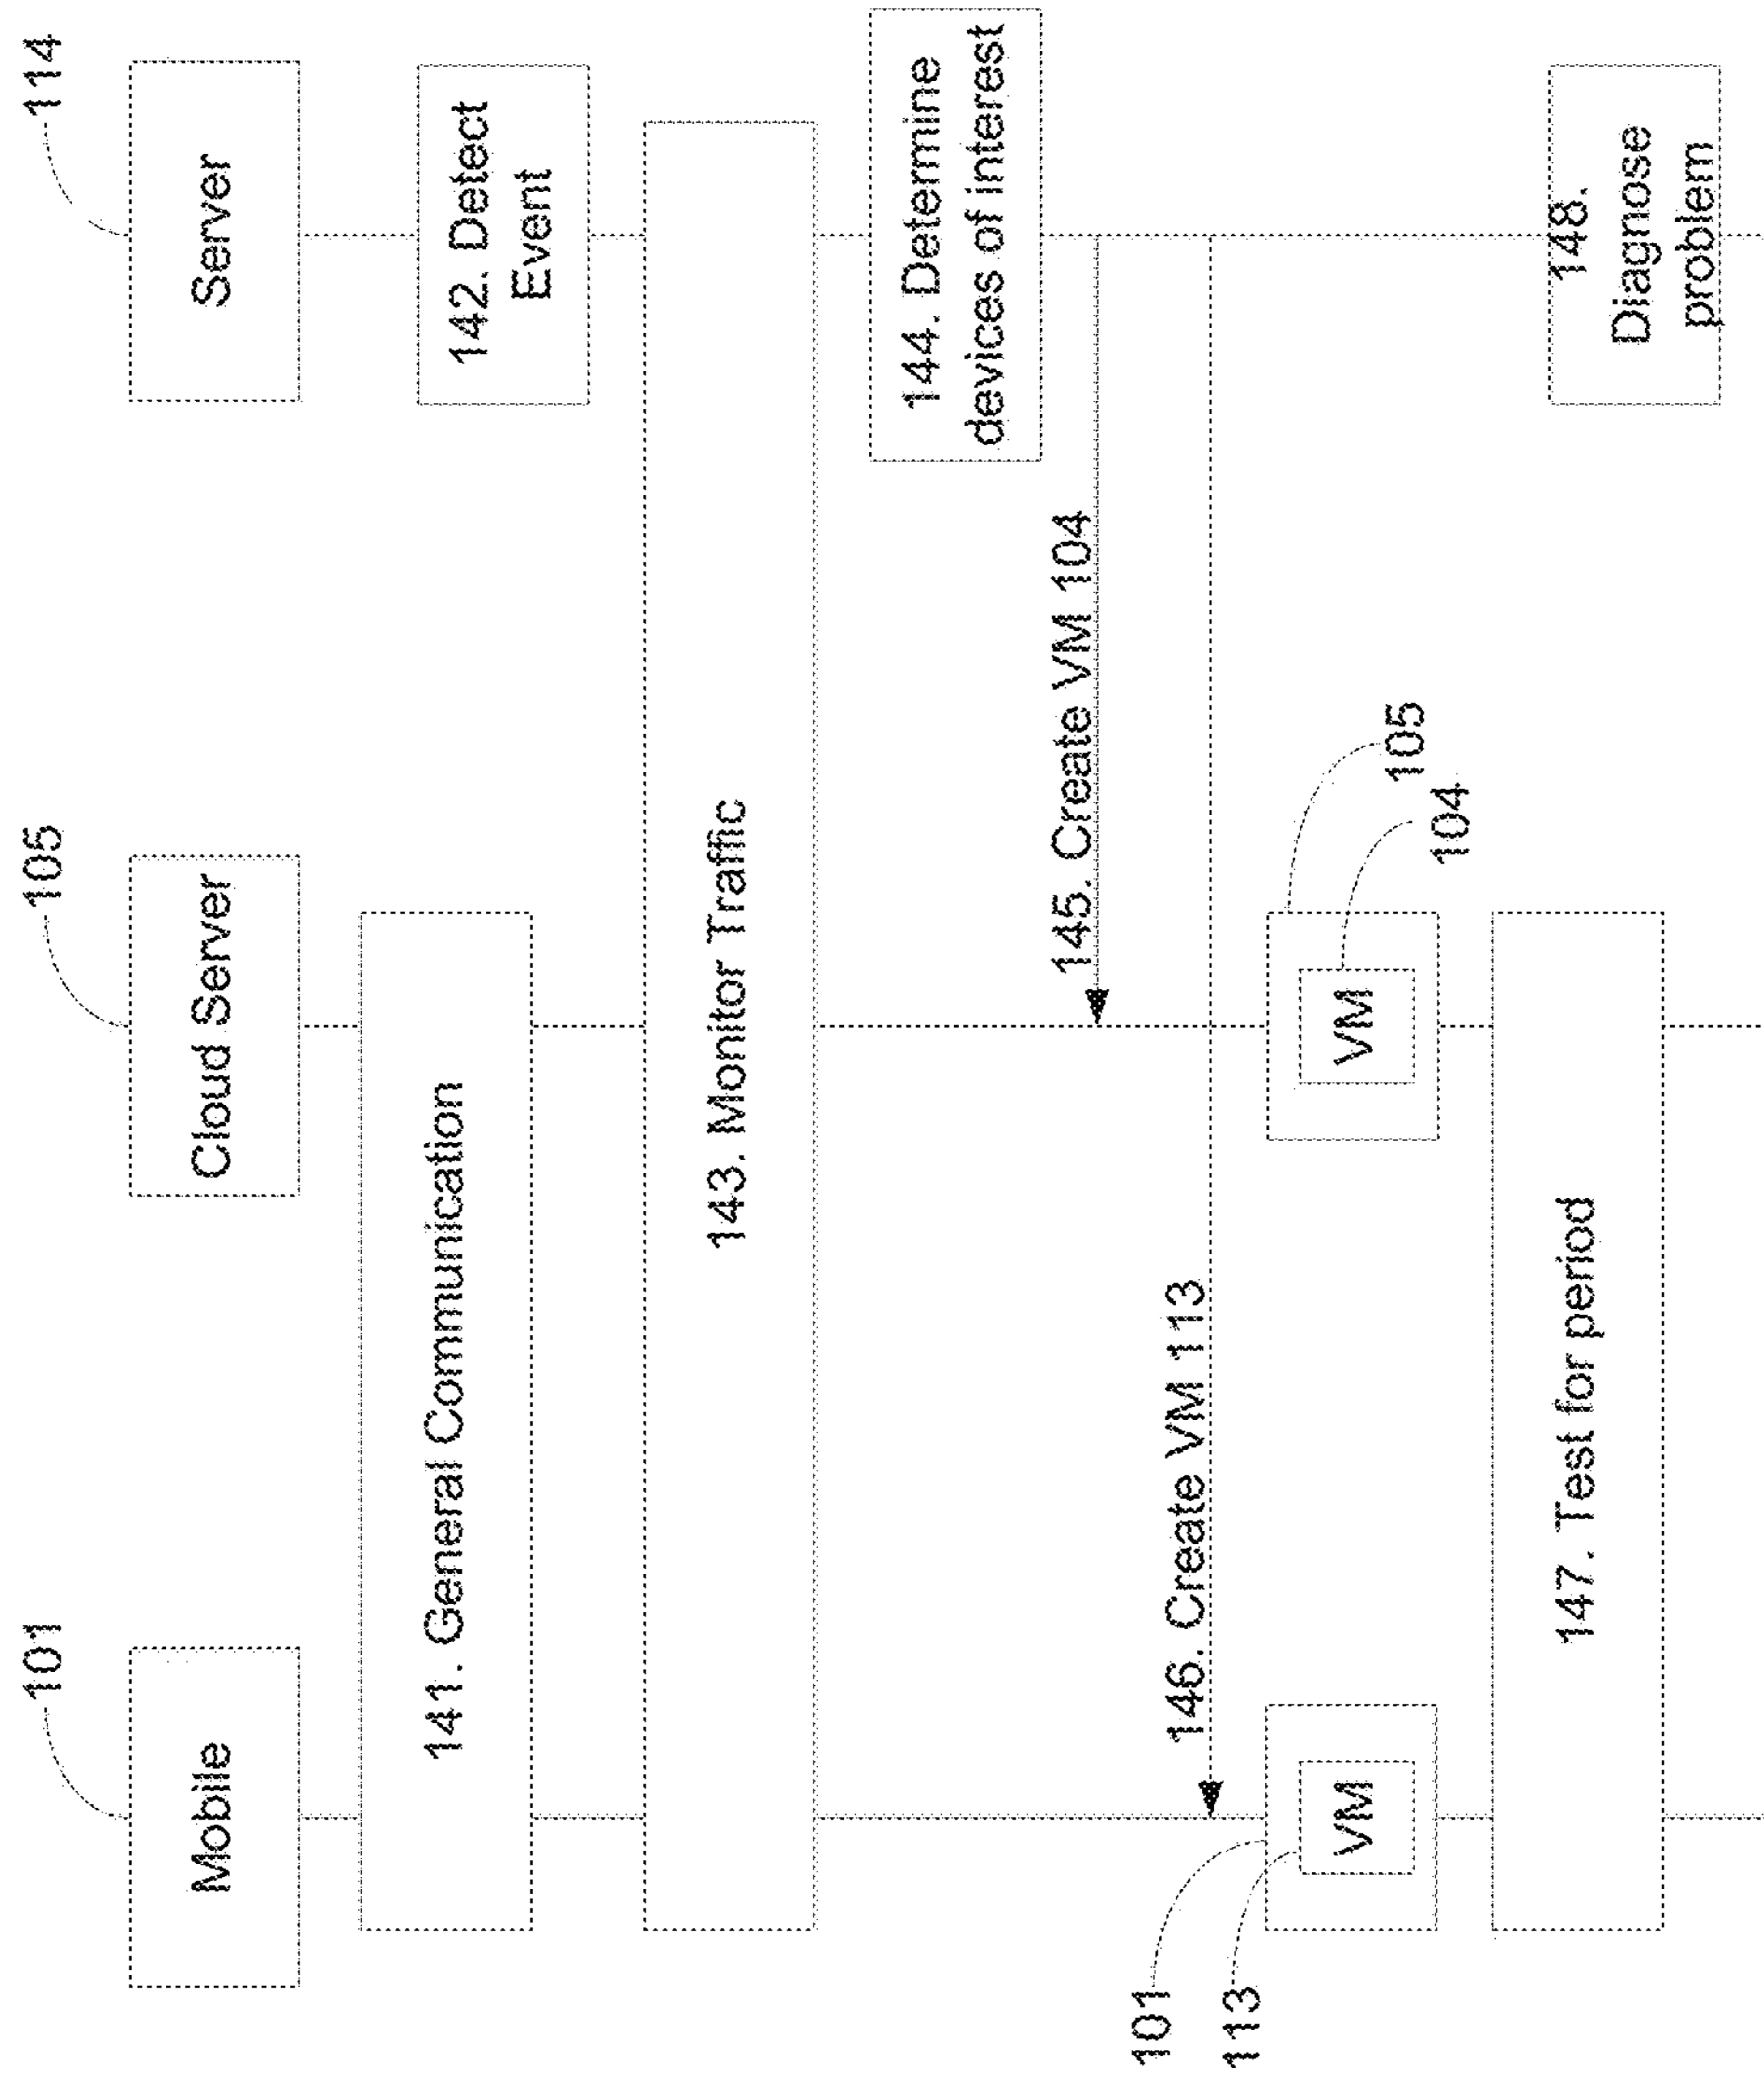 101
105
114
Mobile
Cloud Server
Server
141. General Communication
142. Detect
Event
143. Monitor Traffic
144. Determine
devices of interest
145. Create VM 104
146. Create VM 113
101
113
VM
VM
105
104
147. Test for period
148.
Diagnose
problem